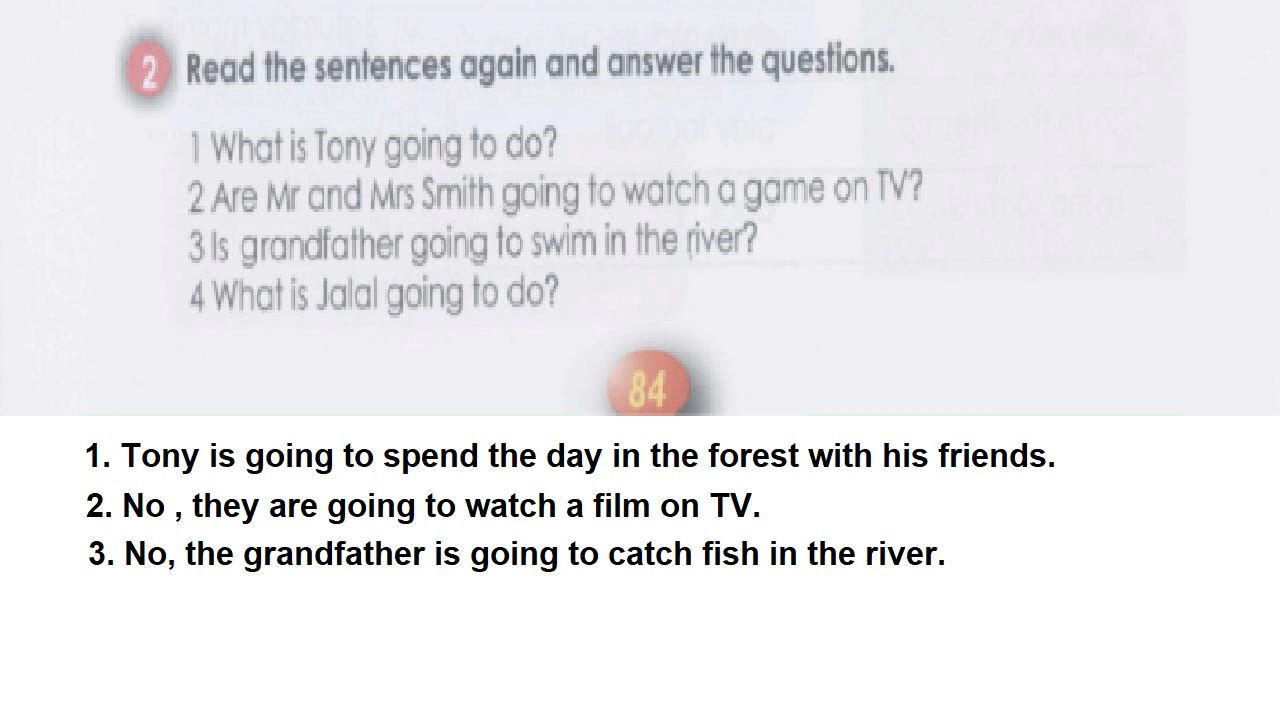 2 Read the sentences again and answer the questions.
1 What is Tony going to do?
2 Are Mr and Mrs Smith going to watch a game on TV?
3 Is grandfather going to swim in the river?
4 What is Jalal going to do?
84
1. Tony is going to spend the day in the forest with his friends.
2. No , they are going to watch a film on TV.
3. No, the grandfather is going to catch fish in the river.